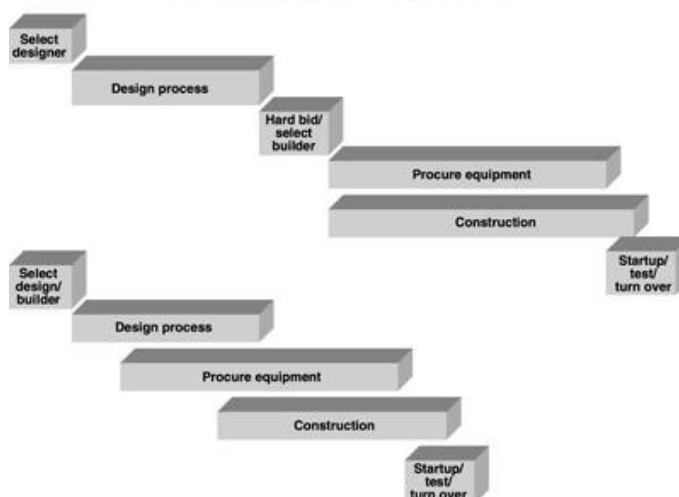 Select
designer
Design process
Hard bid/
select
builder
Procure equipment
Construction
Startup/
test/
turn over
Select
design/
builder
Design process
Procure equipment
Construction
Startup/
test/
turn over